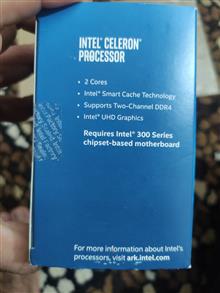 INTEL® CELERON®
PROCESSOR
• 2 Cores
• Intel® Smart Cache Technology
• Supports Two-Channel DDR4
• Intel® UHD Graphics
Requires Intel® 300 Series
chipset-based motherboard
For more information about Intel's
processors, visit ark.intel.com